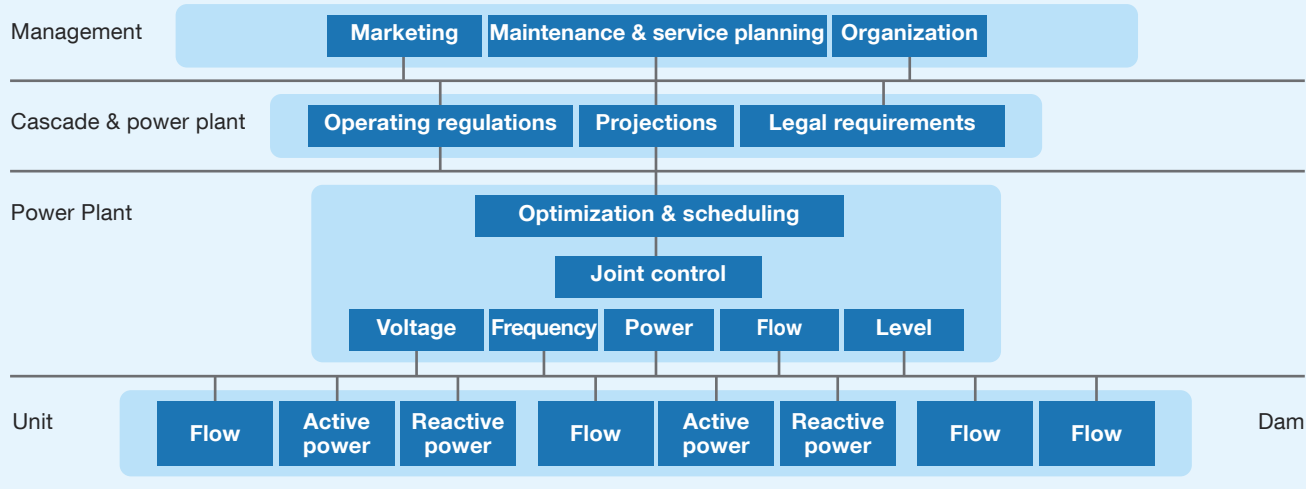 Management
Marketing
Maintenance & service planning
Organization
Cascade & power plant
Operating regulations
Projections
Legal requirements
Power Plant
Optimization & scheduling
Joint control
Voltage
Frequency
Power
Flow
Level
Unit
Flow
Active
power
Reactive
power
Flow
Active
power
Reactive
power
Flow
Flow
Dam